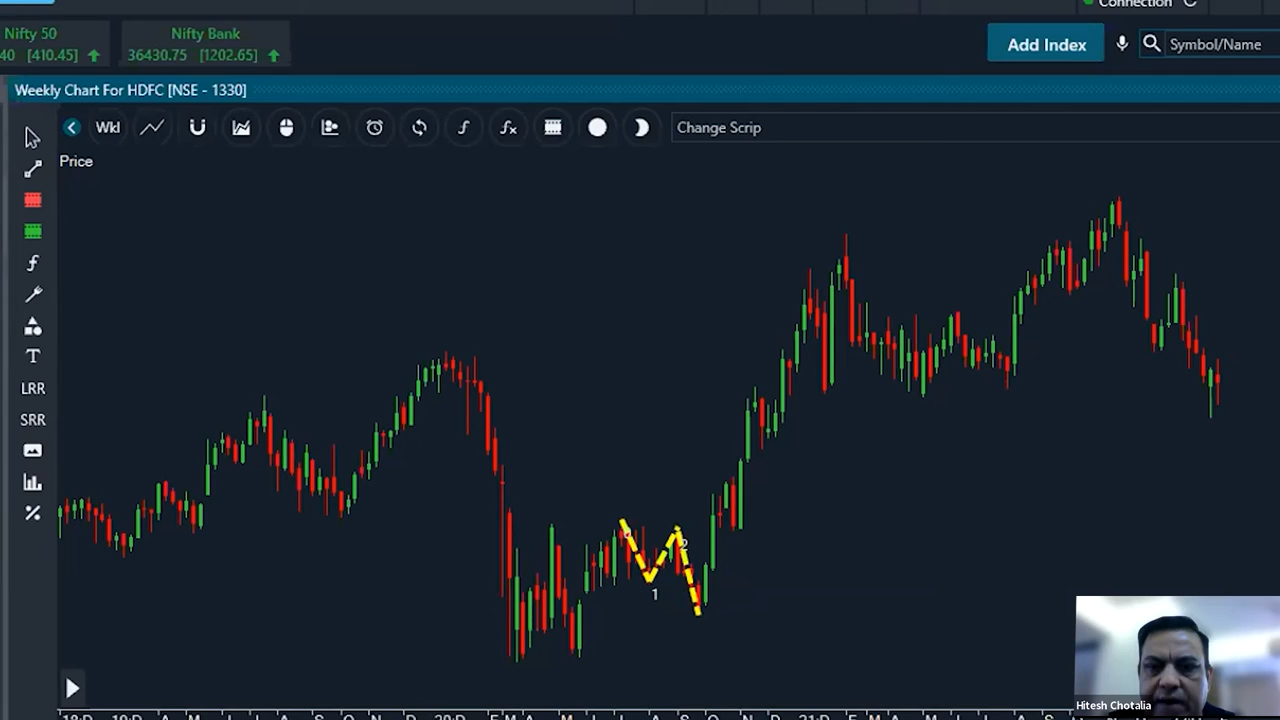 Connection
Nifty 50
40 [410.45]
Nifty Bank
36430.75 [1202.65]
Add Index
Symbol/Name
Weekly Chart For HDFC [NSE - 1330]
Wkl
Change Scrip
Price
T
LRR
SRR
0
2
1
Hitesh Chotalia